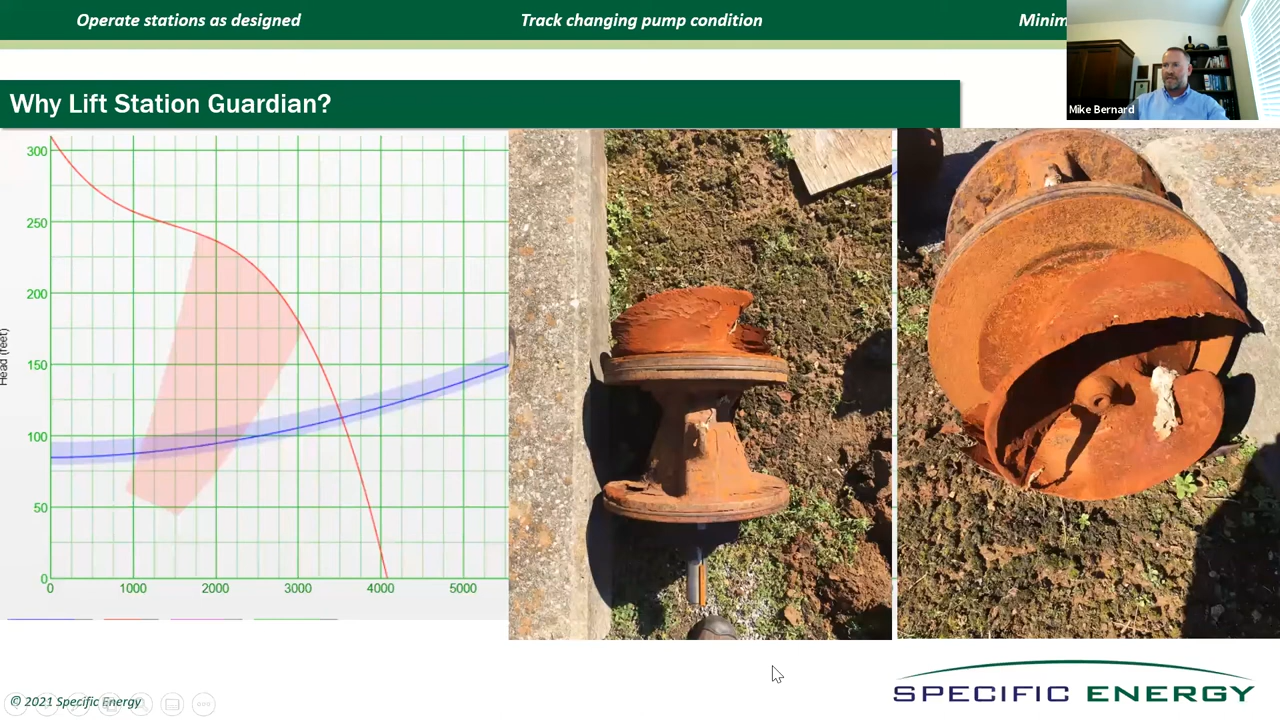 Operate stations as designed
Track changing pump condition
Minim
Mike Bernard
Why Lift Station Guardian?
300
250
200
150
100
50
0
Head (feet)
0 1000 2000 3000 4000 5000
© 2021 Specific Energy
SPECIFIC ENERGY